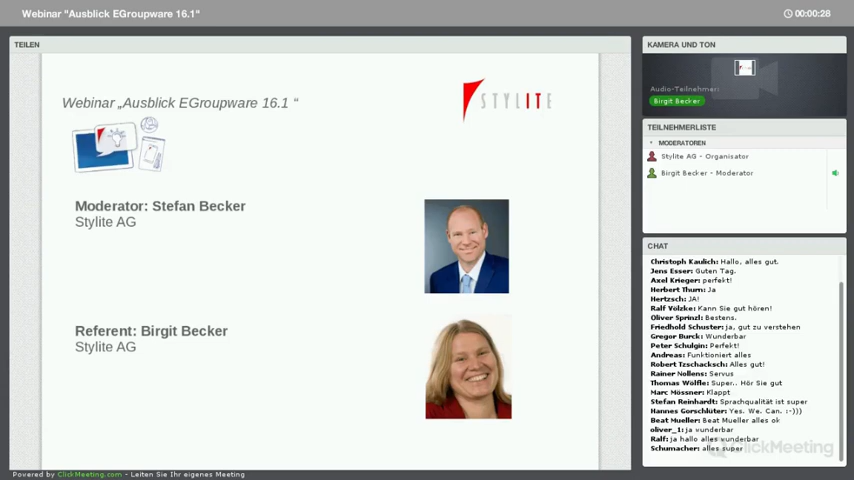 Webinar "Ausblick EGroupware 16.1"
00:00:28
TEILEN
Webinar „Ausblick EGroupware 16.1 “
STYLITE
Moderator: Stefan Becker
Stylite AG
Referent: Birgit Becker
Stylite AG
KAMERA UND TON
Audio-Teilnehmer:
Birgit Becker
TEILNEHMERLISTE
MODERATOREN
Stylite AG - Organisator
Birgit Becker - Moderator
CHAT
Christoph Kaulich: Hallo, alles gut.
Jens Esser: Guten Tag.
Axel Krieger: perfekt!
Herbert Thurn: Ja
Hertzsch: JA!
Ralf Völzke: Kann Sie gut hören!
Oliver Sprinzl: Bestens.
Friedhold Schuster: ja, gut zu verstehen
Gregor Burck: Wunderbar
Peter Schulgin: Perfekt!
Andreas: Funktioniert alles
Robert Tzschacksch: Alles gut!
Rainer Nollens: Servus
Thomas Wölfle: Super.. Hör Sie gut
Marc Mössner: Klappt
Stefan Reinhardt: Sprachqualität ist super
Hannes Gorschlüter: Yes. We. Can. :-)))
Beat Mueller: Beat Mueller alles ok
oliver_1: ja wunderbar
Ralf: ja hallo alles wunderbar
Schumacher: alles super
ClickMeeting
Powered by ClickMeeting.com - Leiten Sie Ihr eigenes Meeting